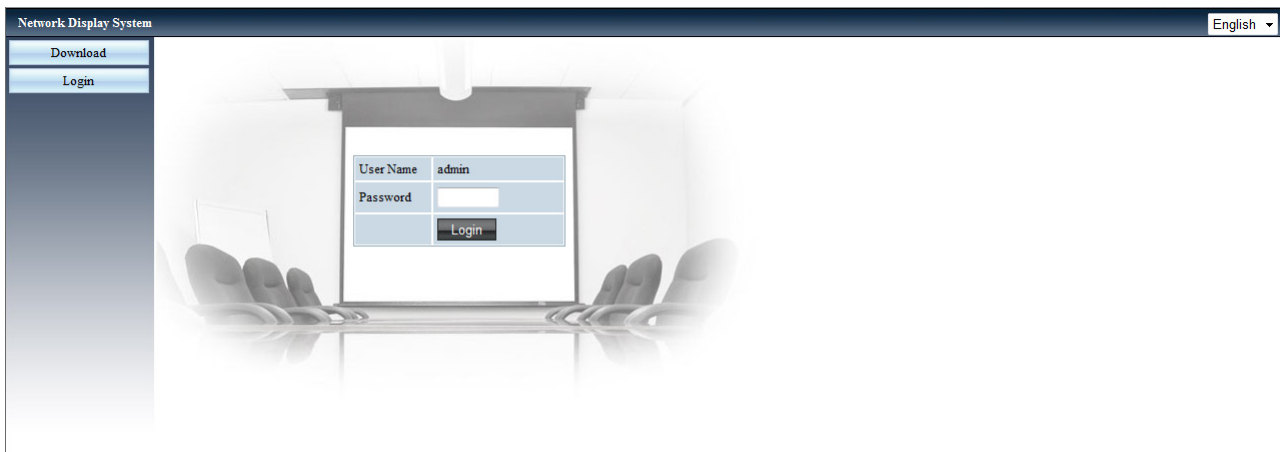 Network Display System
English
Download
Login
User Name admin
Password
Login